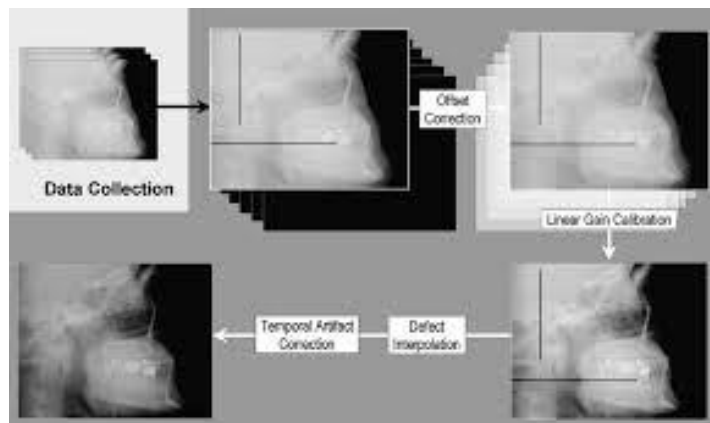 Data Collection
Offset
Correction
Linear Gain Calibration
Temporal Artifact
Correction
Defect
Interpolation